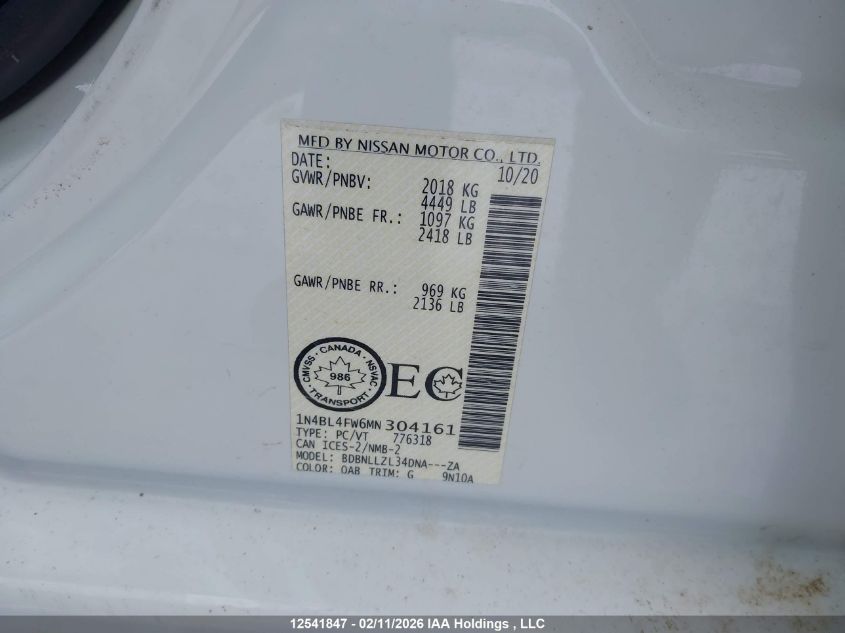 MFD BY NISSAN MOTOR CO., LTD.
DATE: 10/20
GVWR/PNBV: 2018 KG
4449 LB
GAWR/PNBE FR.: 1097 KG
2418 LB
GAWR/PNBE RR.: 969 KG
2136 LB
CMVSS · CANADA · NSVAC
986
· TRANSPORT ·
EC
1N4BL4FW6MN304161
TYPE: PC/VT 776318
CAN ICES-2/NMB-2
MODEL: BDBNLLZL34DNA---ZA
COLOR: QAB TRIM: G 9N10A
12541847 - 02/11/2026 IAA Holdings , LLC